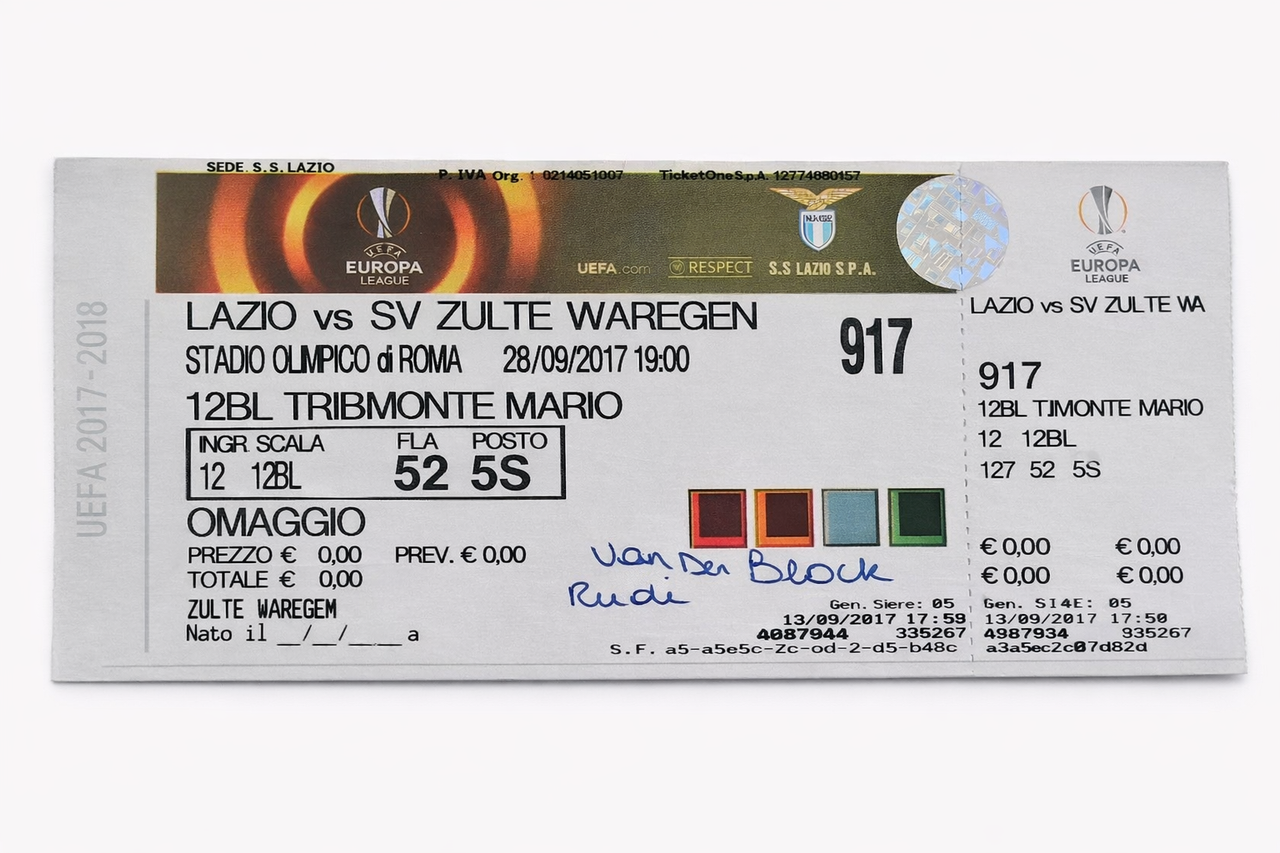 SEDE. S.S. LAZIO
P. IVA Org. 0214051007 TicketOne S.p.A. 12774880157
UEFA
EUROPA
LEAGUE
UEFA.com RESPECT S.S LAZIO S P.A.
UEFA 2017-2018
LAZIO vs SV ZULTE WAREGEN
917
STADIO OLIMPICO di ROMA 28/09/2017 19:00
12BL TRIBMONTE MARIO
INGR. SCALA FLA POSTO
12 12BL 52 5S
OMAGGIO
PREZZO € 0,00 PREV. € 0,00
TOTALE € 0,00
ZULTE WAREGEM
Nato il __/__/____ a
Van Der Block
Rudi
Gen. Siere: 05
13/09/2017 17:59
4087944 335267
S.F. a5-a5e5c-Zc-od-2-d5-b48c
UEFA
EUROPA
LEAGUE
LAZIO vs SV ZULTE WA
917
12BL T.IMONTE MARIO
12 12BL
127 52 5S
€ 0,00 € 0,00
€ 0,00 € 0,00
Gen. SI4E: 05
13/09/2017 17:50
4987934 935267
a3a5ec2c07d82d